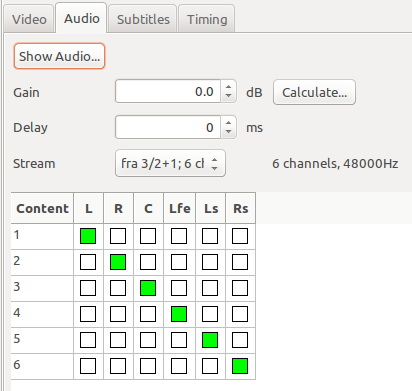 Video Audio Subtitles Timing
Show Audio...
Gain 0.0 dB Calculate...
Delay 0 ms
Stream fra 3/2+1; 6 cl 6 channels, 48000Hz
Content L R C Lfe Ls Rs
1
2
3
4
5
6